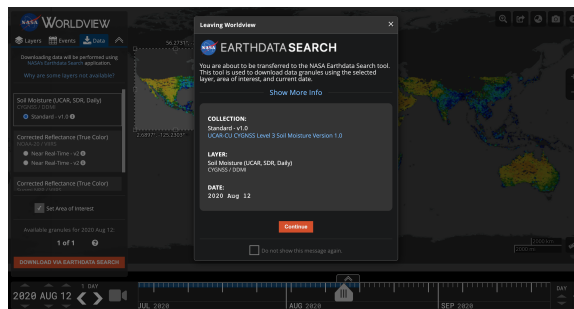 NASA WORLDVIEW
Layers Events Data
Downloading data will be performed using
NASA's Earthdata Search application.
Why are some layers not available?
Soil Moisture (UCAR, SDR, Daily)
CYGNSS / DDMI
Standard - v1.0
Corrected Reflectance (True Color)
NOAA-20 / VIIRS
Near Real-Time - v2
Near Real-Time - v2
Corrected Reflectance (True Color)
Set Area of Interest
Available granules for 2020 Aug 12:
1 of 1
DOWNLOAD VIA EARTHDATA SEARCH
Leaving Worldview
×
NASA EARTHDATA SEARCH
You are about to be transferred to the NASA Earthdata Search tool.
This tool is used to download data granules using the selected
layer, area of interest, and current date.
Show More Info
COLLECTION:
Standard - v1.0
UCAR-CU CYGNSS Level 3 Soil Moisture Version 1.0
LAYER:
Soil Moisture (UCAR, SDR, Daily)
CYGNSS / DDMI
DATE:
2020 Aug 12
Continue
Do not show this message again.
2020 AUG 12
1 DAY
JUL 2020
AUG 2020
SEP 2020
DAY